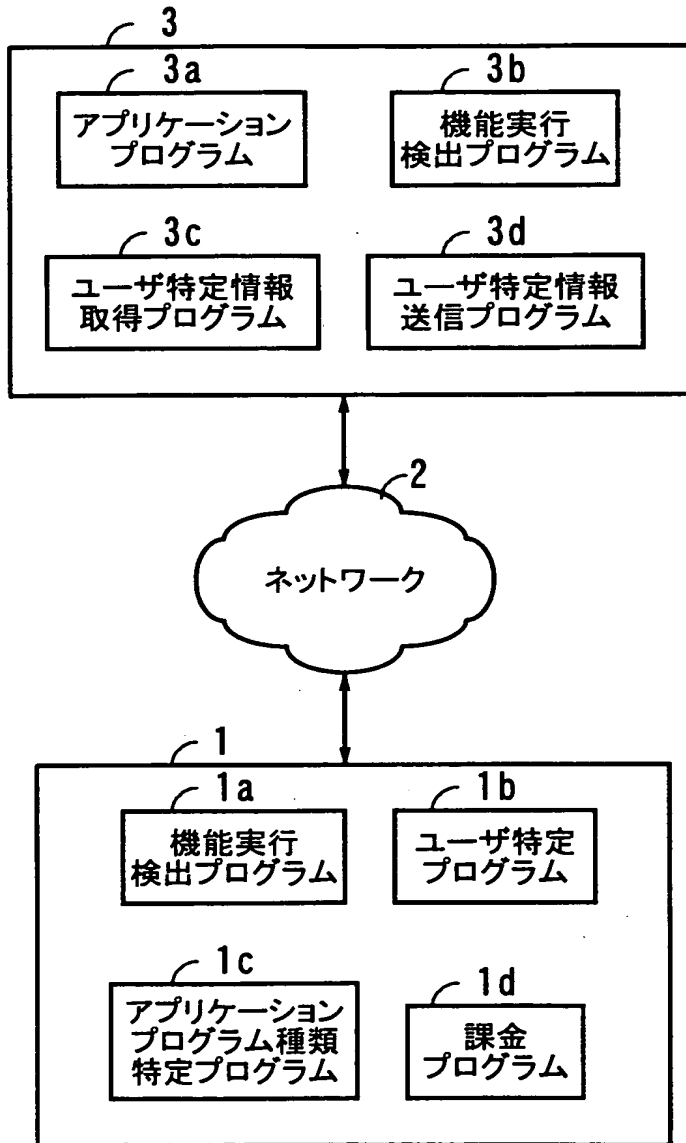 3
3a
アプリケーション
プログラム
3b
機能実行
検出プログラム
3c
ユーザ特定情報
取得プログラム
3d
ユーザ特定情報
送信プログラム
2
ネットワーク
1
1a
機能実行
検出プログラム
1b
ユーザ特定
プログラム
1c
アプリケーション
プログラム種類
特定プログラム
1d
課金
プログラム